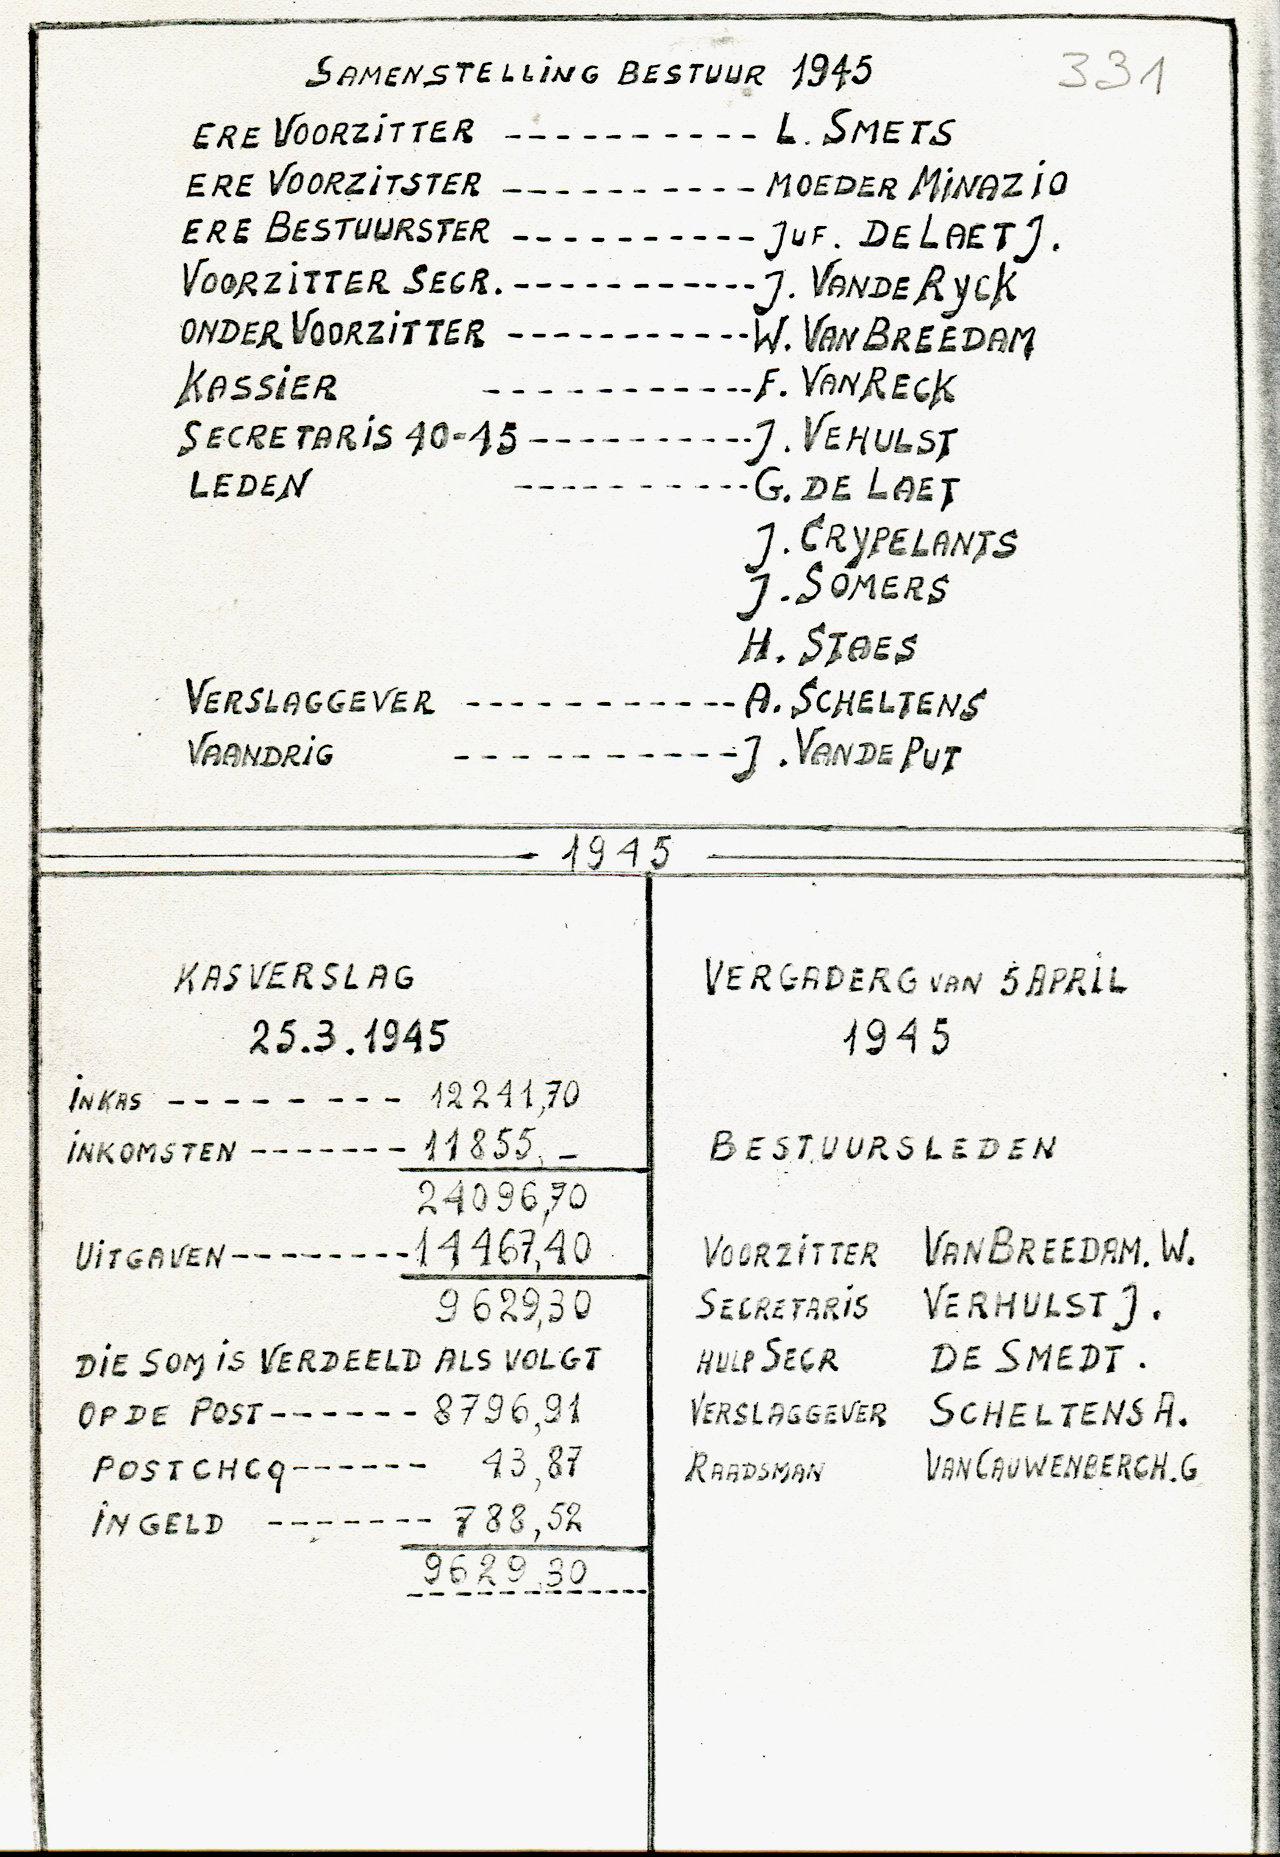 SAMENSTELLING BESTUUR 1945
331
ERE VOORZITTER ---------- L. SMETS
ERE VOORZITSTER ---------- MOEDER MINAZIO
ERE BESTUURSTER ---------- JUF. DE LAET J.
VOORZITTER SECR. ----------- J. VANDE RYCK
ONDER VOORZITTER ----------- W. VAN BREEDAM
KASSIER ------------ F. VAN RECK
SECRETARIS 40-45 ---------- J. VEHULST
LEDEN ---------- G. DE LAET
J. CRYPELANTS
J. SOMERS
H. STAES
VERSLAGGEVER ------------ A. SCHELTENS
VAANDRIG ------------ J. VANDE PUT
1945
KASVERSLAG
25.3.1945
INKAS -------- 12241,70
INKOMSTEN ------- 11855,-
24096,70
UITGAVEN --------- 14467,40
9629,30
DIE SOM IS VERDEELD ALS VOLGT
OP DE POST ------ 8796,91
POSTCHCQ ------ 43,87
IN GELD ------- 788,52
9629,30
VERGADERG VAN 5 APRIL
1945
BESTUURSLEDEN
VOORZITTER VAN BREEDAM. W.
SECRETARIS VERHULST J.
HULP SECR DE SMEDT.
VERSLAGGEVER SCHELTENS A.
RAADSMAN VAN CAUWENBERCH. G